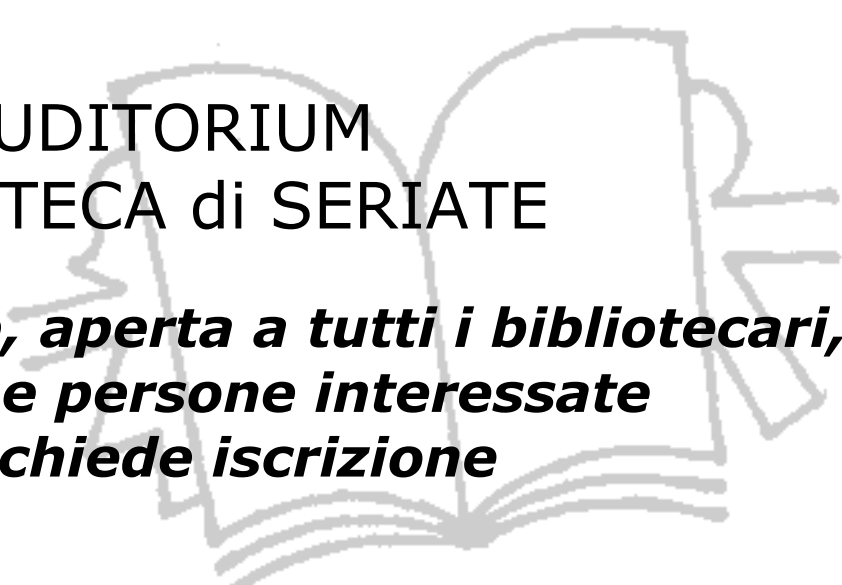 UDITORIUM
TECA di SERIATE
, aperta a tutti i bibliotecari,
e persone interessate
chiede iscrizione